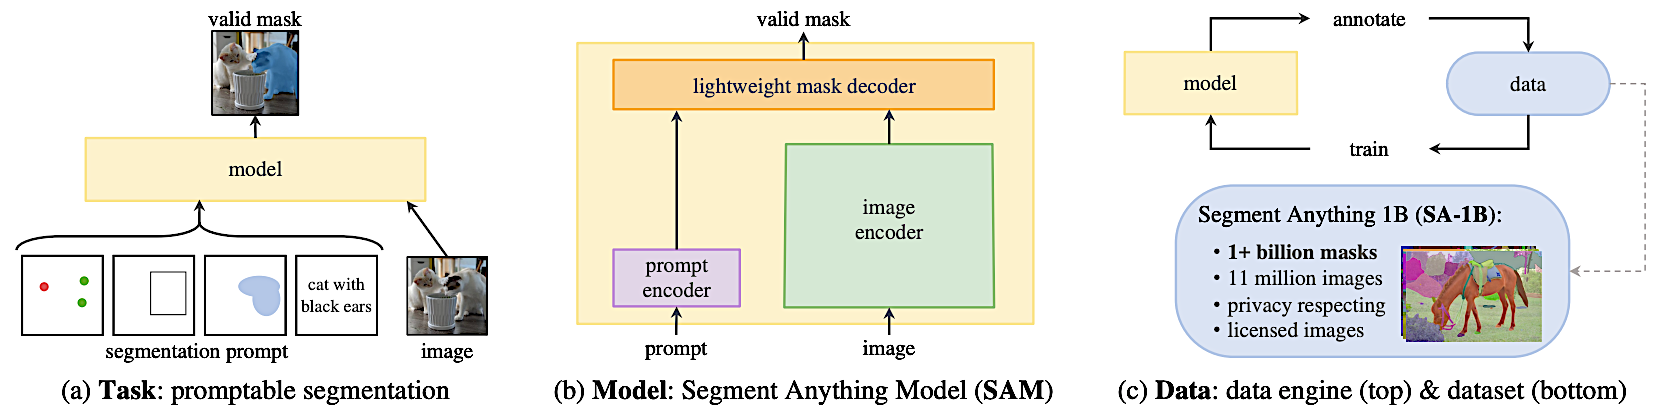 valid mask
model
cat with
black ears
segmentation prompt
image
(a) Task: promptable segmentation
valid mask
lightweight mask decoder
image
encoder
prompt
encoder
prompt
image
(b) Model: Segment Anything Model (SAM)
annotate
model
data
train
Segment Anything 1B (SA-1B):
• 1+ billion masks
• 11 million images
• privacy respecting
• licensed images
(c) Data: data engine (top) & dataset (bottom)